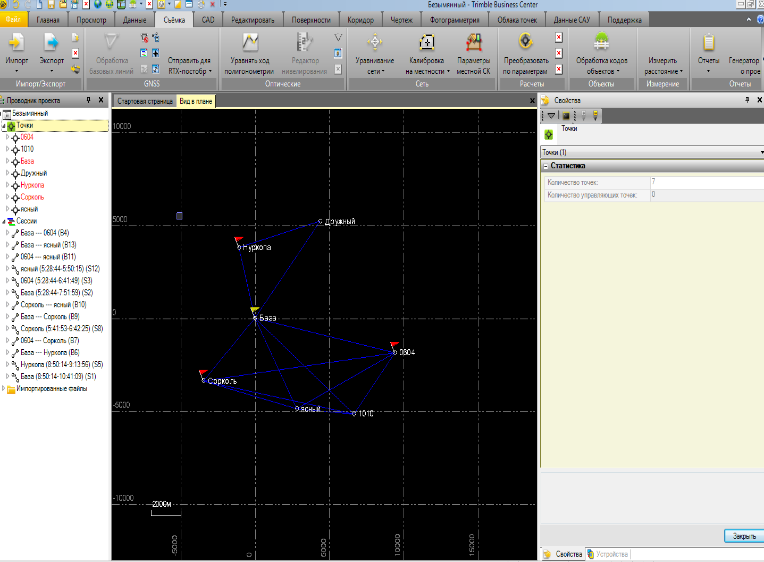 Безымянный - Trimble Business Center
Файл Главная Просмотр Данные Съёмка CAD Редактировать Поверхности Коридор Чертеж Фотограмметрия Облака точек Данные САУ Поддержка
Импорт Экспорт Обработка базовых линий Отправить для RTX-постобр Уравнять ход полигонометрии Редактор нивелирования Уравнивание сети Калибровка на местности Параметры местной СК Преобразовать по параметрам Обработка кодов объектов Измерить расстояние Отчеты Генератор о пров
Импорт/Экспорт GNSS Оптические Сеть Расчеты Объекты Измерение Отчеты
Проводник проекта
Стартовая страница Вид в плане
Свойства
Безымянный
Точки
0604
1010
База
Дружный
Нуркопа
Сорколь
ясный
Сессии
База --- 0604 (B4)
База --- ясный (B13)
0604 --- ясный (B11)
ясный (5:28:44-5:50:15) (S12)
0604 (5:28:44-6:41:49) (S3)
База (5:28:44-7:51:59) (S2)
Сорколь --- ясный (B10)
База --- Сорколь (B9)
Сорколь (5:41:53-6:42:25) (S8)
0604 --- Сорколь (B7)
База --- Нуркопа (B6)
Нуркопа (8:50:14-9:13:56) (S5)
База (8:50:14-10:41:09) (S1)
Импортированные файлы
10000
5000
0
-5000
-10000
Дружный
Нуркопа
База
0604
Сорколь
ясный
1010
2000м
-5000
0
5000
10000
15000
Точки
Точки (1)
Статистика
Количество точек: 7
Количество управляющих точек: 0
Закрыть
Свойства Устройства